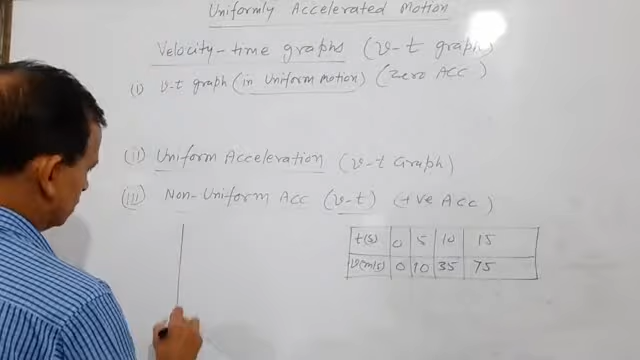 Uniformly Accelerated Motion
Velocity-time graphs (v-t graph)
(i) v-t graph (in Uniform motion) (Zero Acc)
(ii) Uniform Acceleration (v-t Graph)
(iii) Non-Uniform Acc (v-t) (+ve Acc)
t(s) 0 5 10 15
v(m/s) 0 10 35 75